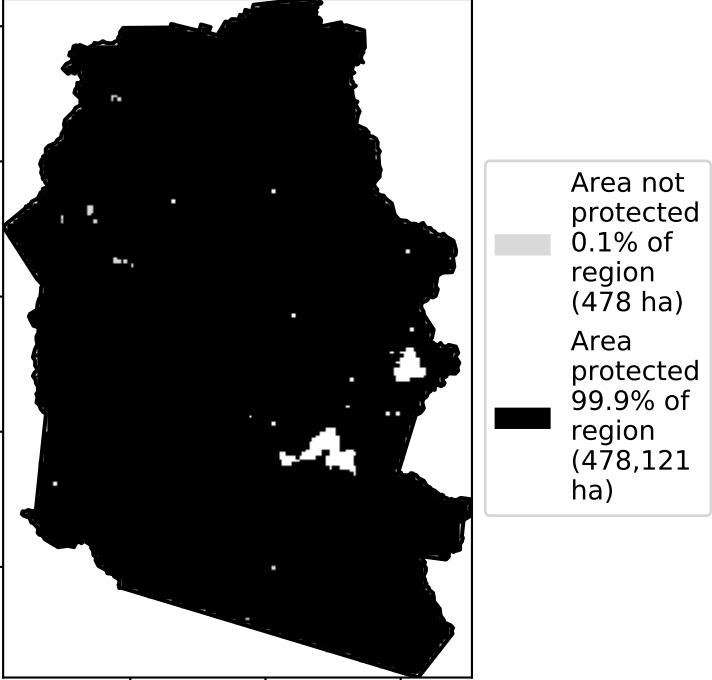 Area not
protected
0.1% of
region
(478 ha)
Area
protected
99.9% of
region
(478,121
ha)